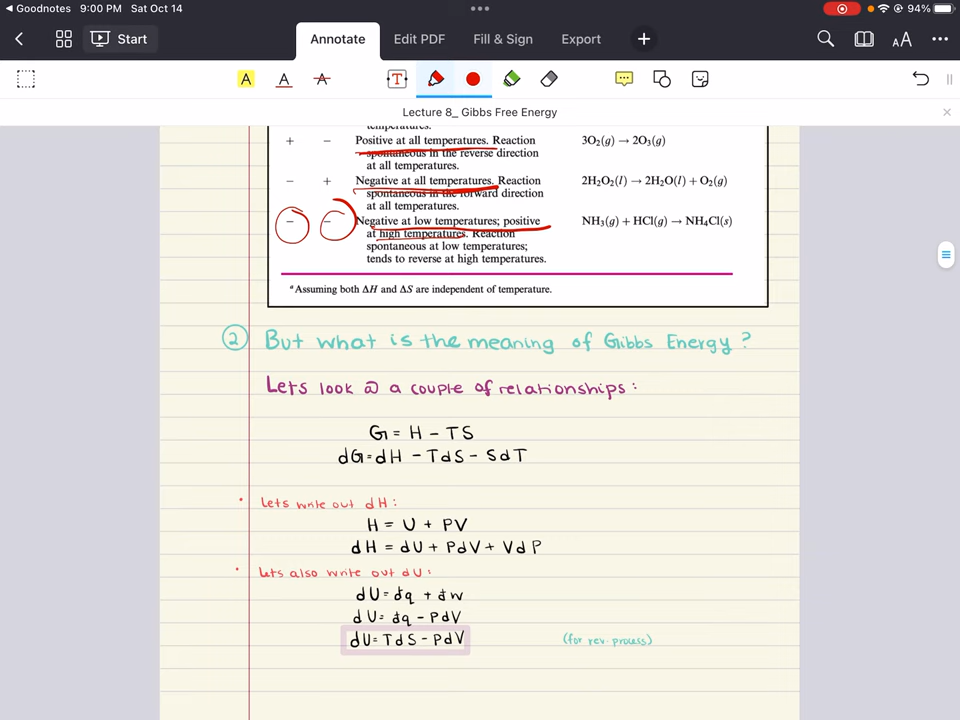 Goodnotes 9:00 PM Sat Oct 14 94%
Start Annotate Edit PDF Fill & Sign Export
Lecture 8_ Gibbs Free Energy
temperatures.
+ − Positive at all temperatures. Reaction 3O₂(g) → 2O₃(g)
spontaneous in the reverse direction
at all temperatures.
− + Negative at all temperatures. Reaction 2H₂O₂(l) → 2H₂O(l) + O₂(g)
spontaneous in the forward direction
at all temperatures.
− − Negative at low temperatures; positive NH₃(g) + HCl(g) → NH₄Cl(s)
at high temperatures. Reaction
spontaneous at low temperatures;
tends to reverse at high temperatures.
ᵃ Assuming both ΔH and ΔS are independent of temperature.
② But what is the meaning of Gibbs Energy?
Lets look @ a couple of relationships:
G = H − TS
dG = dH − TdS − SdT
• Lets write out dH:
H = U + PV
dH = dU + PdV + VdP
• Lets also write out dU:
dU = đq + đw
dU = đq − PdV
dU = TdS − PdV (for rev. process)